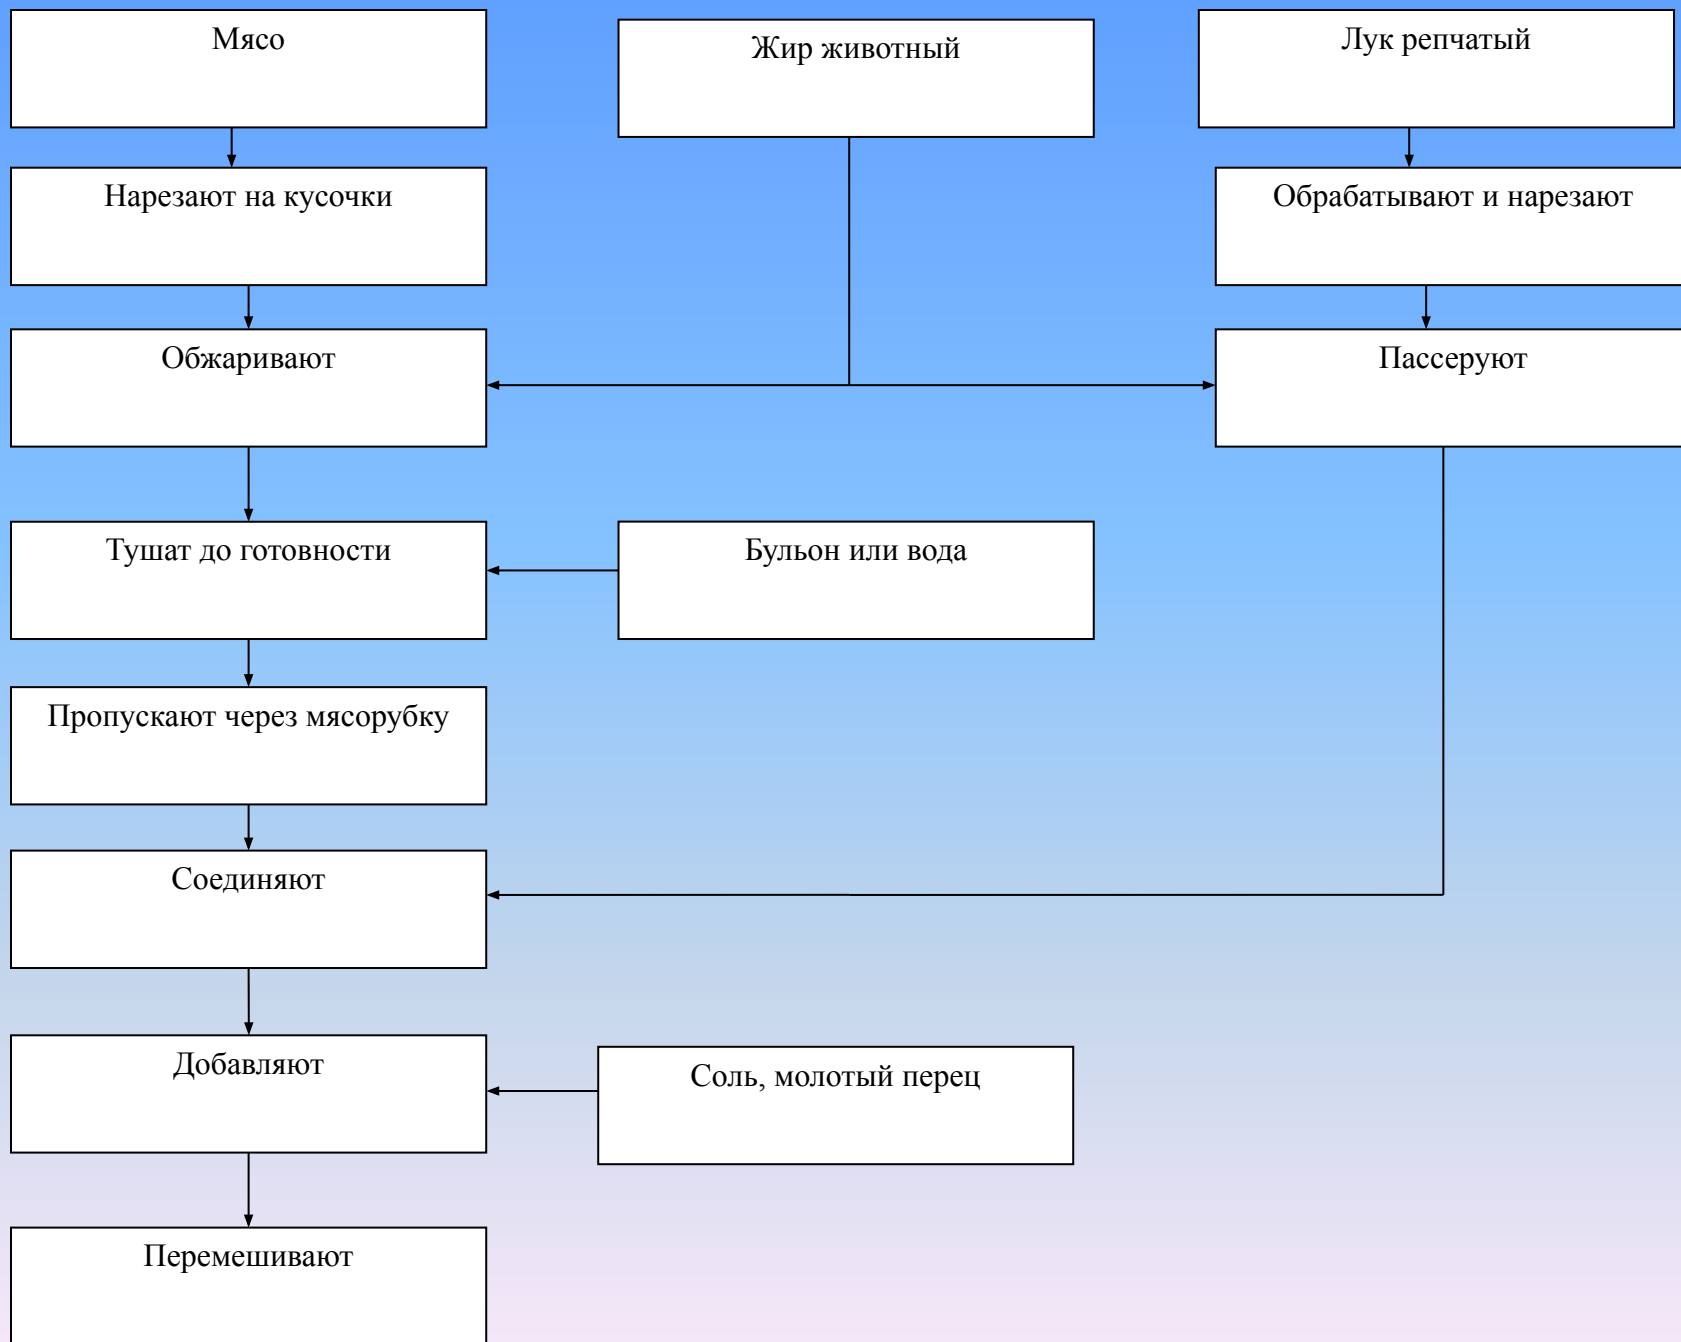 Мясо
Жир животный
Лук репчатый
Нарезают на кусочки
Обрабатывают и нарезают
Обжаривают
Пассеруют
Тушат до готовности
Бульон или вода
Пропускают через мясорубку
Соединяют
Добавляют
Соль, молотый перец
Перемешивают